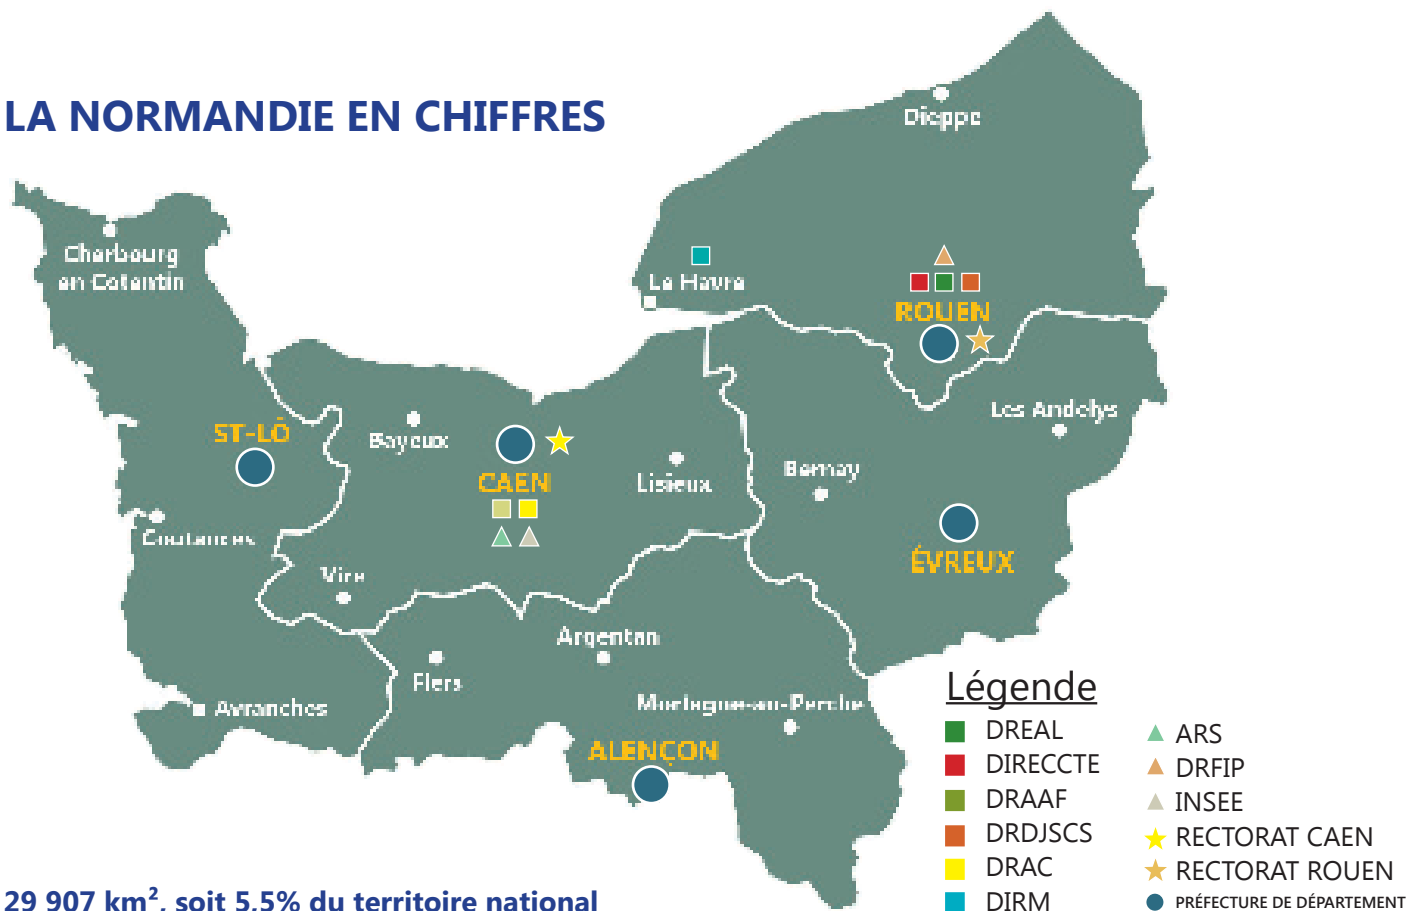 LA NORMANDIE EN CHIFFRES
Dieppe
Cherbourg
en Cotentin
Le Havre
ROUEN
Les Andelys
ST-LÔ
Bayeux
CAEN
Lisieux
Bernay
Coutances
ÉVREUX
Vire
Argentan
Flers
Mortagne-au-Perche
Avranches
ALENÇON
Légende
DREAL
DIRECCTE
DRAAF
DRDJSCS
DRAC
DIRM
ARS
DRFIP
INSEE
RECTORAT CAEN
RECTORAT ROUEN
PRÉFECTURE DE DÉPARTEMENT
29 907 km², soit 5,5% du territoire national